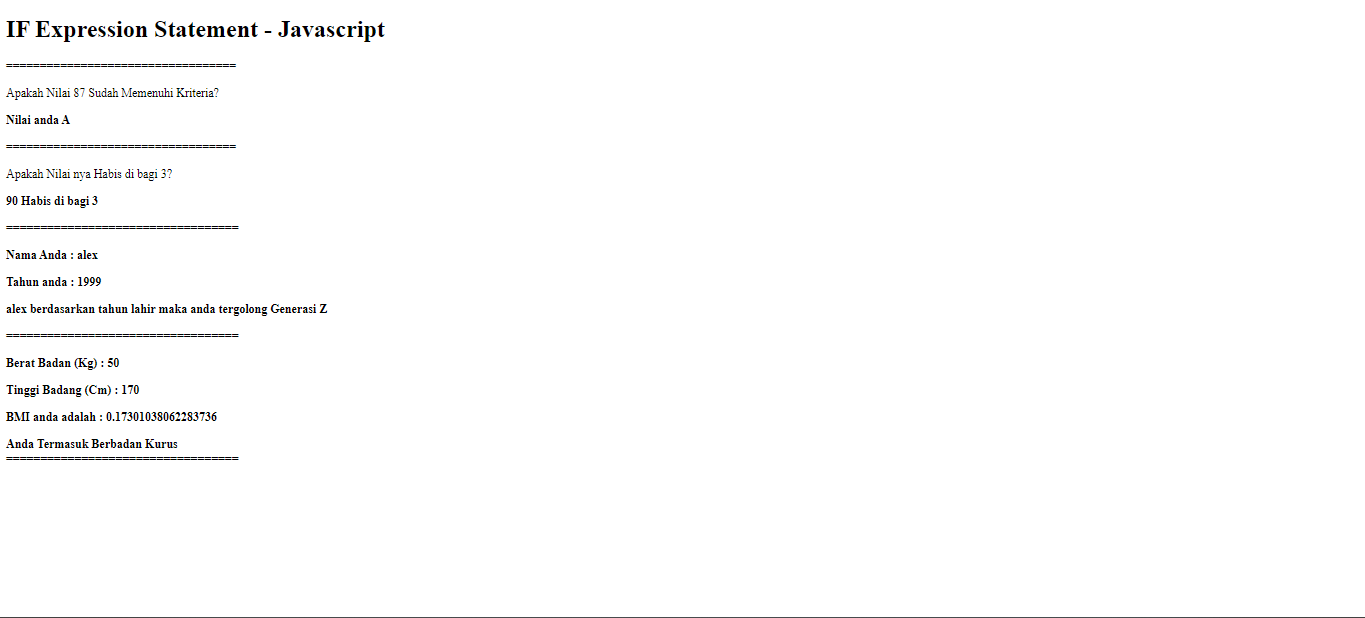 IF Expression Statement - Javascript
==================================
Apakah Nilai 87 Sudah Memenuhi Kriteria?
Nilai anda A
==================================
Apakah Nilai nya Habis di bagi 3?
90 Habis di bagi 3
==================================
Nama Anda : alex
Tahun anda : 1999
alex berdasarkan tahun lahir maka anda tergolong Generasi Z
==================================
Berat Badan (Kg) : 50
Tinggi Badang (Cm) : 170
BMI anda adalah : 0.17301038062283736
Anda Termasuk Berbadan Kurus
==================================